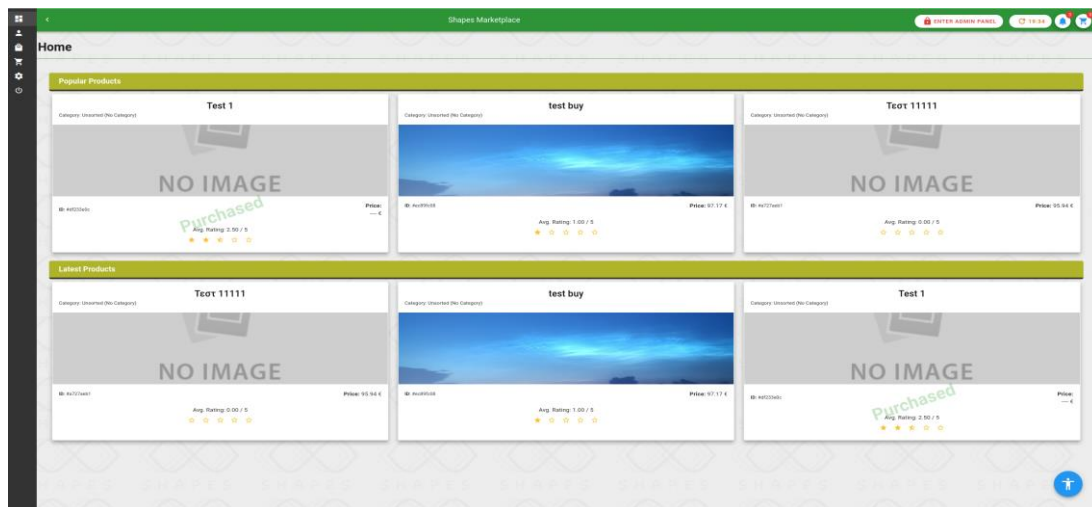 Shapes Marketplace
ENTER ADMIN PANEL
19:34
Home
Popular Products
Test 1
Category: Unsorted (No Category)
NO IMAGE
Price:
--- €
Purchased
Avg. Rating: 2.50 / 5
test buy
Category: Unsorted (No Category)
Price: 97.17 €
Avg. Rating: 1.00 / 5
Τεστ 11111
Category: Unsorted (No Category)
NO IMAGE
Price: 95.94 €
Avg. Rating: 0.00 / 5
Latest Products
Τεστ 11111
Category: Unsorted (No Category)
NO IMAGE
Price: 95.94 €
Avg. Rating: 0.00 / 5
test buy
Category: Unsorted (No Category)
Price: 97.17 €
Avg. Rating: 1.00 / 5
Test 1
Category: Unsorted (No Category)
NO IMAGE
Price:
--- €
Purchased
Avg. Rating: 2.50 / 5
SHAPES SHAPES SHAPES SHAPES